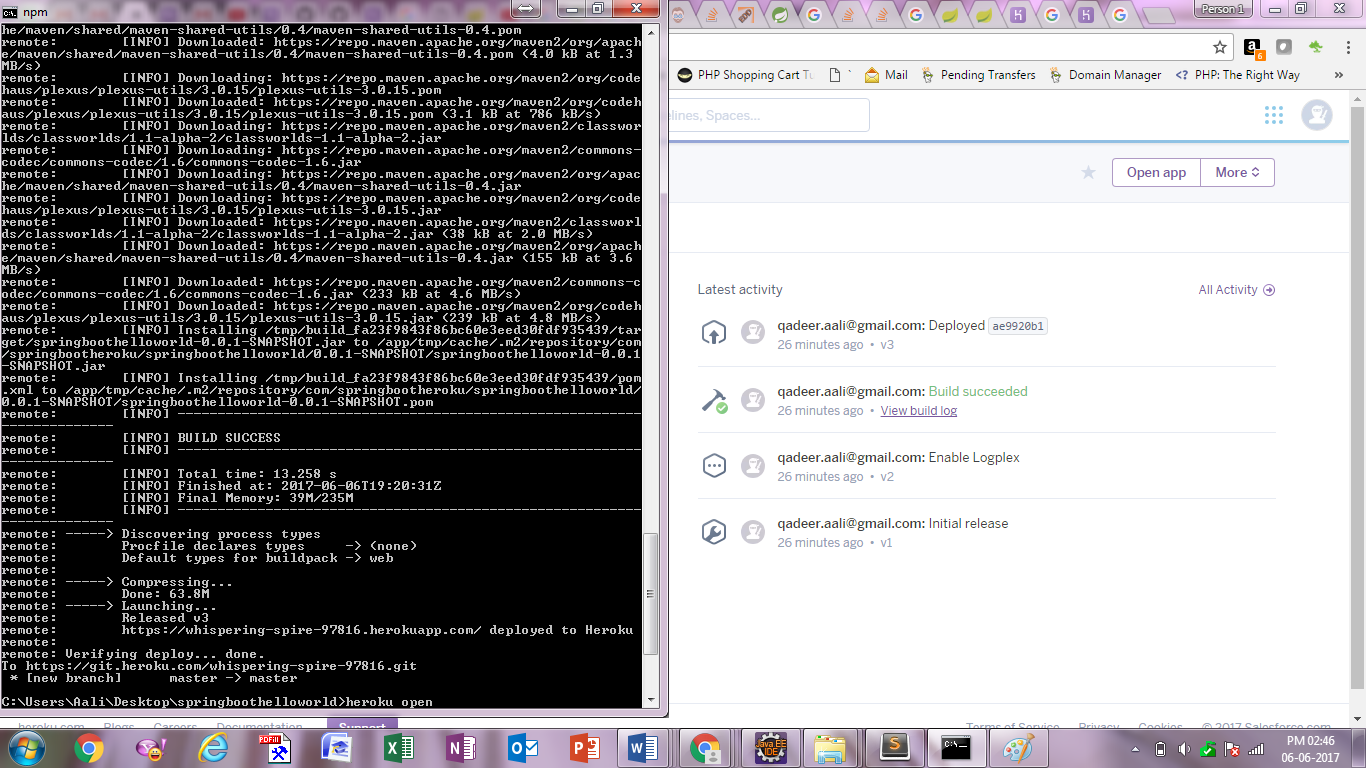 npm
he/maven/shared/maven-shared-utils/0.4/maven-shared-utils-0.4.pom
remote:        [INFO] Downloaded: https://repo.maven.apache.org/maven2/org/apach
e/maven/shared/maven-shared-utils/0.4/maven-shared-utils-0.4.pom (4.0 kB at 1.3
MB/s)
remote:        [INFO] Downloading: https://repo.maven.apache.org/maven2/org/code
haus/plexus/plexus-utils/3.0.15/plexus-utils-3.0.15.pom
remote:        [INFO] Downloaded: https://repo.maven.apache.org/maven2/org/codeh
aus/plexus/plexus-utils/3.0.15/plexus-utils-3.0.15.pom (3.1 kB at 786 kB/s)
remote:        [INFO] Downloading: https://repo.maven.apache.org/maven2/classwor
lds/classworlds/1.1-alpha-2/classworlds-1.1-alpha-2.jar
remote:        [INFO] Downloading: https://repo.maven.apache.org/maven2/commons-
codec/commons-codec/1.6/commons-codec-1.6.jar
remote:        [INFO] Downloading: https://repo.maven.apache.org/maven2/org/apac
he/maven/shared/maven-shared-utils/0.4/maven-shared-utils-0.4.jar
remote:        [INFO] Downloading: https://repo.maven.apache.org/maven2/org/code
haus/plexus/plexus-utils/3.0.15/plexus-utils-3.0.15.jar
remote:        [INFO] Downloaded: https://repo.maven.apache.org/maven2/classworl
ds/classworlds/1.1-alpha-2/classworlds-1.1-alpha-2.jar (38 kB at 2.0 MB/s)
remote:        [INFO] Downloaded: https://repo.maven.apache.org/maven2/org/apach
e/maven/shared/maven-shared-utils/0.4/maven-shared-utils-0.4.jar (155 kB at 3.6
MB/s)
remote:        [INFO] Downloaded: https://repo.maven.apache.org/maven2/commons-c
odec/commons-codec/1.6/commons-codec-1.6.jar (233 kB at 4.6 MB/s)
remote:        [INFO] Downloaded: https://repo.maven.apache.org/maven2/org/codeh
aus/plexus/plexus-utils/3.0.15/plexus-utils-3.0.15.jar (239 kB at 4.8 MB/s)
remote:        [INFO] Installing /tmp/build_fa23f9843f86bc60e3eed30fdf935439/tar
get/springboothelloworld-0.0.1-SNAPSHOT.jar to /app/tmp/cache/.m2/repository/com
/springbootheroku/springboothelloworld/0.0.1-SNAPSHOT/springboothelloworld-0.0.1
-SNAPSHOT.jar
remote:        [INFO] Installing /tmp/build_fa23f9843f86bc60e3eed30fdf935439/pom
.xml to /app/tmp/cache/.m2/repository/com/springbootheroku/springboothelloworld/
0.0.1-SNAPSHOT/springboothelloworld-0.0.1-SNAPSHOT.pom
remote:        [INFO] ----------------------------------------------------------
--------------
remote:        [INFO] BUILD SUCCESS
remote:        [INFO] ----------------------------------------------------------
--------------
remote:        [INFO] Total time: 13.258 s
remote:        [INFO] Finished at: 2017-06-06T19:20:31Z
remote:        [INFO] Final Memory: 39M/235M
remote:        [INFO] ----------------------------------------------------------
--------------
remote: -----> Discovering process types
remote:        Procfile declares types     -> (none)
remote:        Default types for buildpack -> web
remote:
remote: -----> Compressing...
remote:        Done: 63.8M
remote: -----> Launching...
remote:        Released v3
remote:        https://whispering-spire-97816.herokuapp.com/ deployed to Heroku
remote:
remote: Verifying deploy... done.
To https://git.heroku.com/whispering-spire-97816.git
 * [new branch]      master -> master
C:\Users\Aali\Desktop\springboothelloworld>heroku open
Person 1
6
PHP Shopping Cart Tu
Mail
Pending Transfers
Domain Manager
PHP: The Right Way
»
elines, Spaces...
Open app
More
Latest activity
All Activity
qadeer.aali@gmail.com: Deployed ae9920b1
26 minutes ago • v3
qadeer.aali@gmail.com: Build succeeded
26 minutes ago • View build log
qadeer.aali@gmail.com: Enable Logplex
26 minutes ago • v2
qadeer.aali@gmail.com: Initial release
26 minutes ago • v1
heroku.com Blogs Careers Documentation Support
Terms of Service Privacy Cookies © 2017 Salesforce.com
PM 02:46
06-06-2017